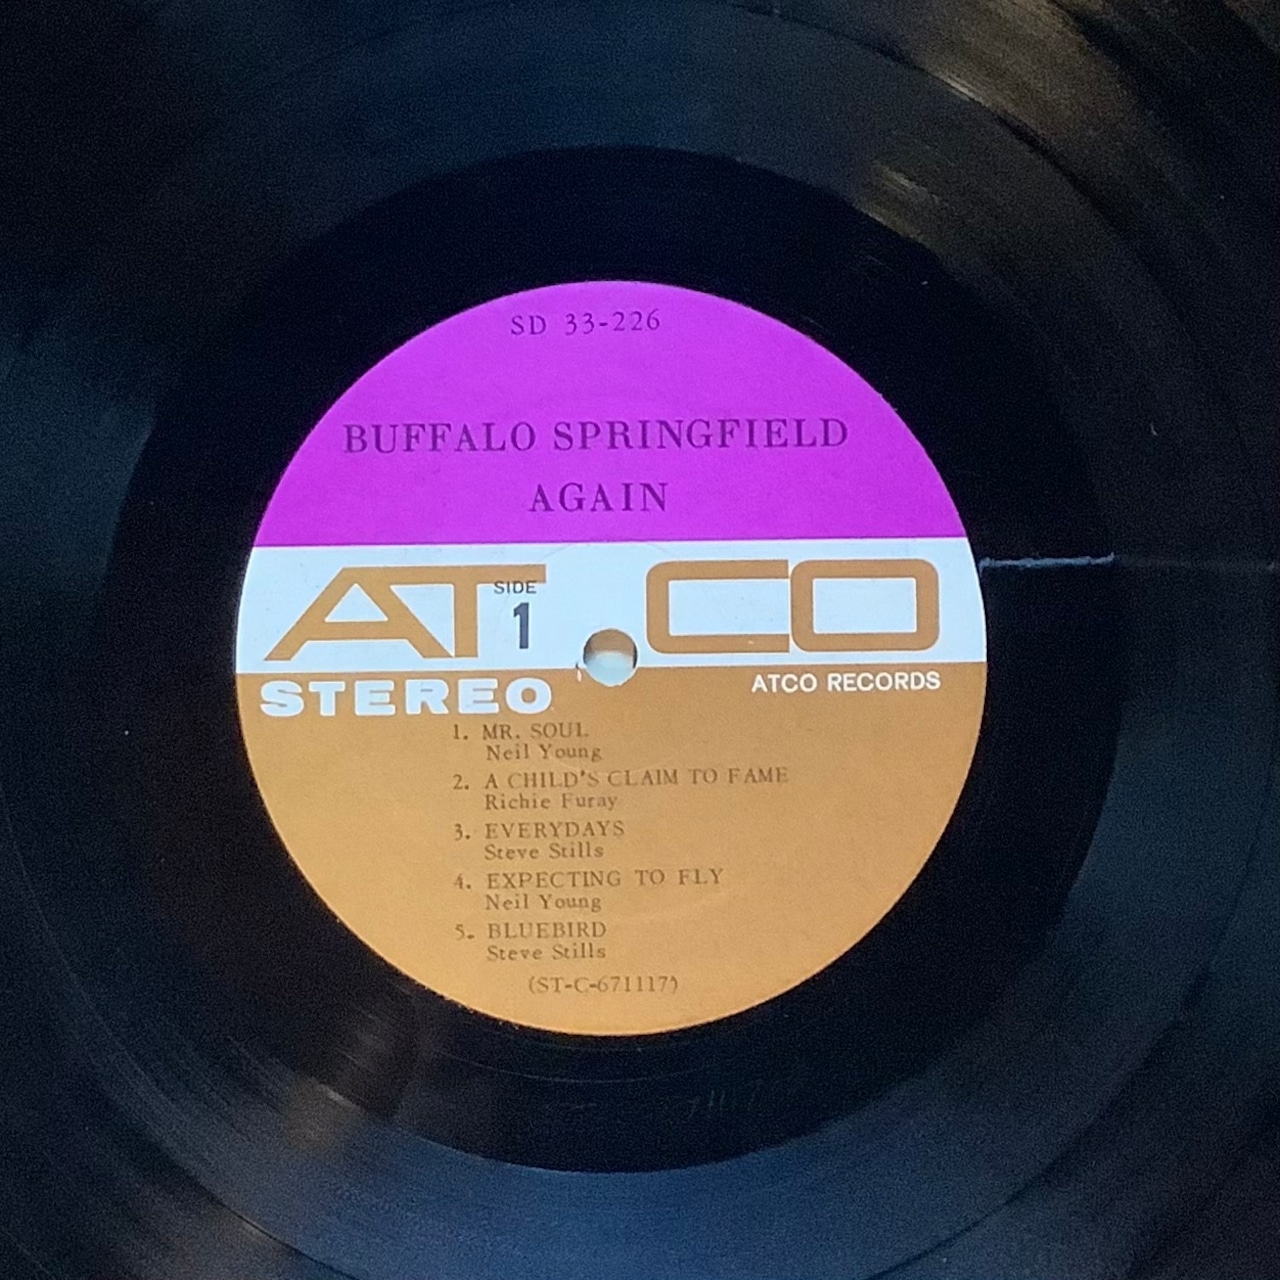 SD 33-226
BUFFALO SPRINGFIELD
AGAIN
ATCO
SIDE
1
STEREO
ATCO RECORDS
1. MR. SOUL
Neil Young
2. A CHILD'S CLAIM TO FAME
Richie Furay
3. EVERYDAYS
Steve Stills
4. EXPECTING TO FLY
Neil Young
5. BLUEBIRD
Steve Stills
(ST-C-671117)